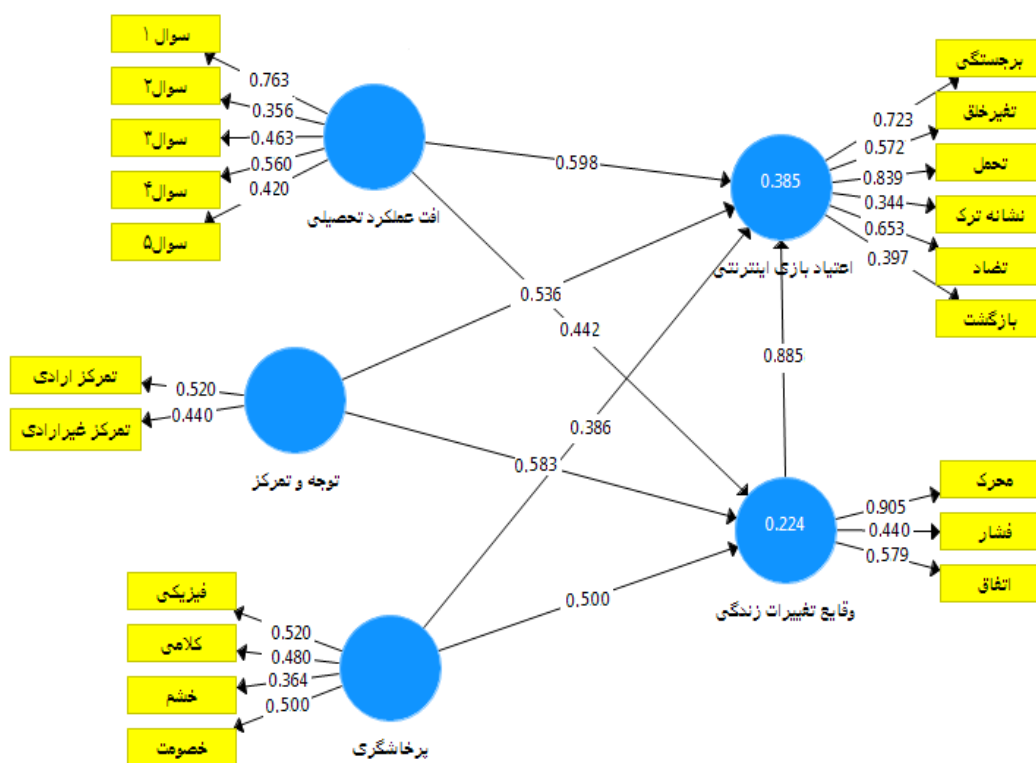 سوال ۱
0.763
سوال۲
0.356
سوال۳
0.463
سوال۴
0.560
سوال۵
0.420
افت عملکرد تحصیلی
0.598
0.442
برجستگی
0.723
تغیرخلق
0.572
تحمل
0.839
نشانه ترک
0.344
تضاد
0.653
بازگشت
0.397
0.385
اعتیاد بازی اینترنتی
تمرکز ارادی
0.520
تمرکز غیرارادی
0.440
توجه و تمرکز
0.536
0.583
0.885
فیزیکی
0.520
کلامی
0.480
خشم
0.364
خصومت
0.500
پرخاشگری
0.386
0.500
0.224
وقایع تغییرات زندگی
محرک
0.905
فشار
0.440
اتفاق
0.579